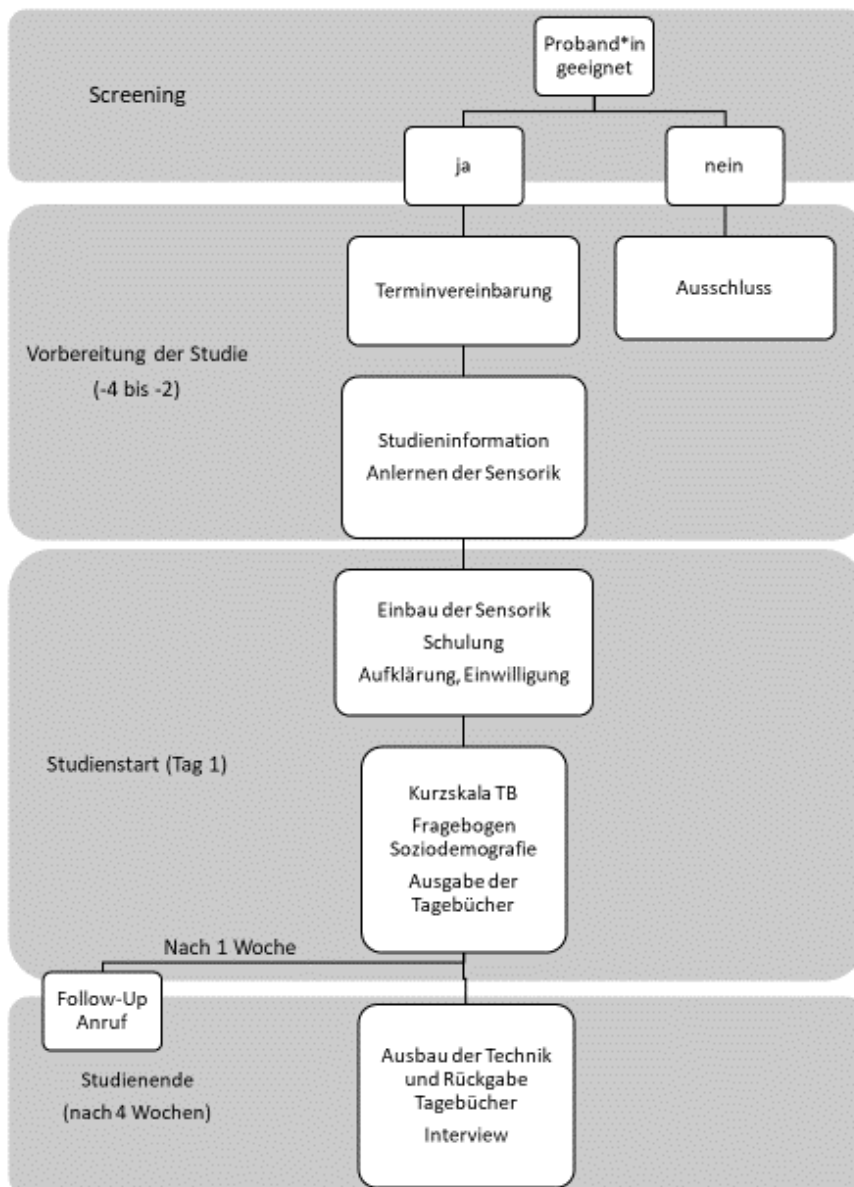 Proband*in
geeignet
Screening
ja
nein
Terminvereinbarung
Ausschluss
Vorbereitung der Studie
(-4 bis -2)
Studieninformation
Anlernen der Sensorik
Einbau der Sensorik
Schulung
Aufklärung, Einwilligung
Studienstart (Tag 1)
Kurzskala TB
Fragebogen
Soziodemografie
Ausgabe der
Tagebücher
Nach 1 Woche
Follow-Up
Anruf
Studienende
(nach 4 Wochen)
Ausbau der Technik
und Rückgabe
Tagebücher
Interview